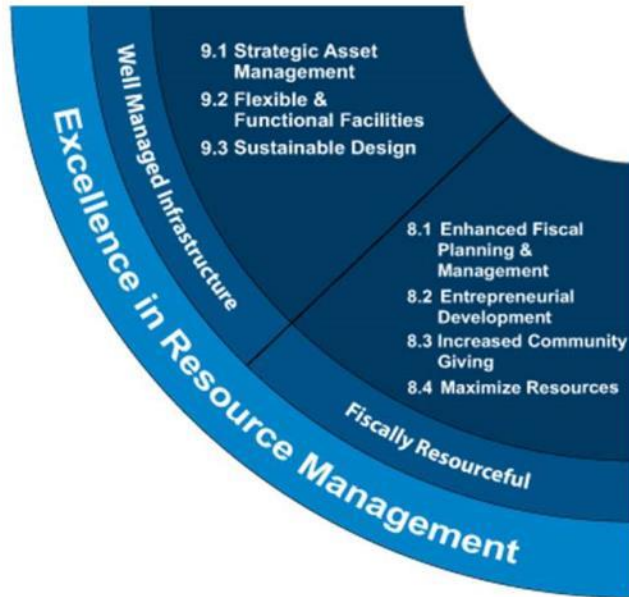 9.1 Strategic Asset
Management
9.2 Flexible &
Functional Facilities
9.3 Sustainable Design
Well Managed Infrastructure
8.1 Enhanced Fiscal
Planning &
Management
8.2 Entrepreneurial
Development
8.3 Increased Community
Giving
8.4 Maximize Resources
Fiscally Resourceful
Excellence in Resource Management